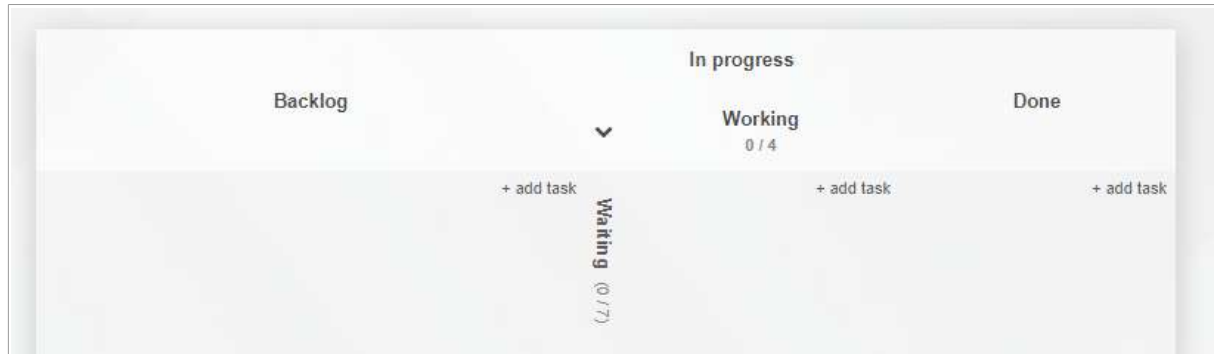 In progress
Backlog
Done
Working
0 / 4
+ add task
+ add task
+ add task
Waiting (0 / 7)